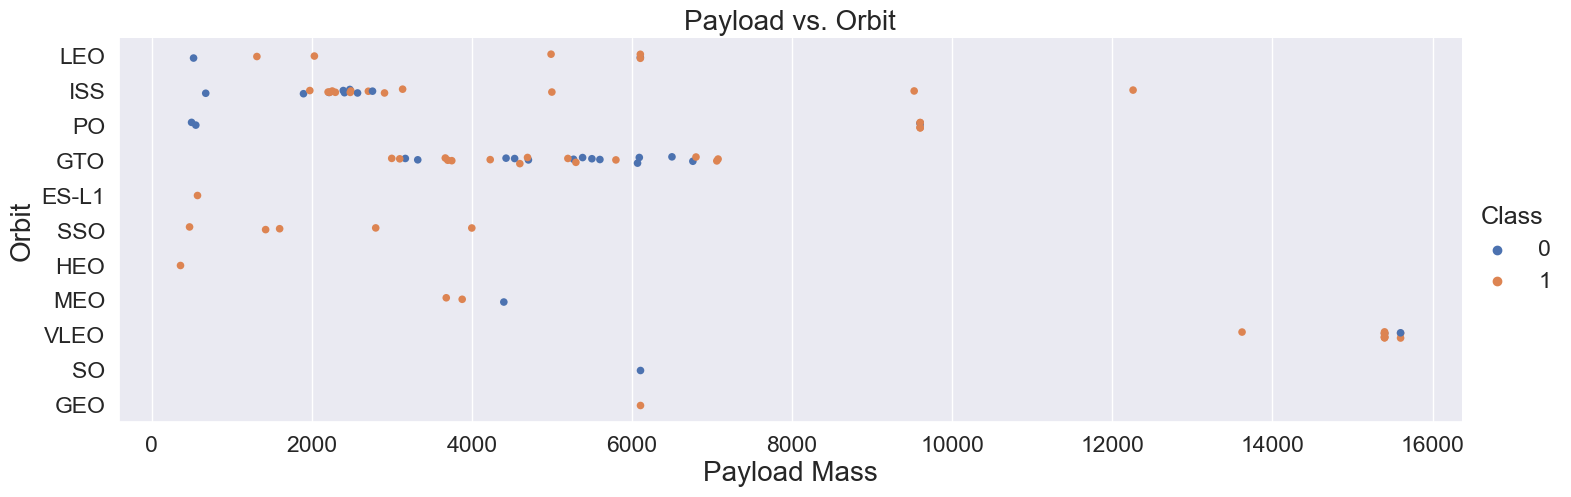 Payload vs. Orbit
Orbit
LEO
ISS
PO
GTO
ES-L1
SSO
HEO
MEO
VLEO
SO
GEO
0 2000 4000 6000 8000 10000 12000 14000 16000
Payload Mass
Class
0
1